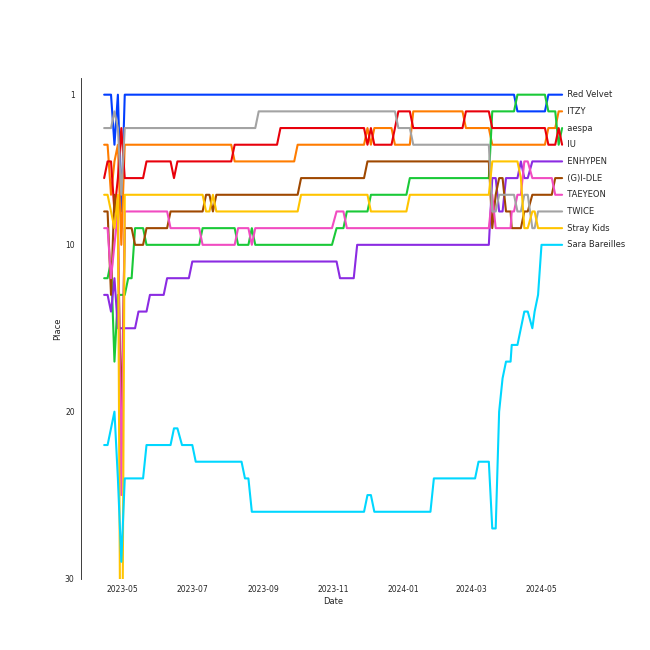 1
Red Velvet
ITZY
aespa
IU
ENHYPEN
(G)I-DLE
TAEYEON
TWICE
Stray Kids
10
Sara Bareilles
Place
20
30
2023-05
2023-07
2023-09
2023-11
2024-01
2024-03
2024-05
Date